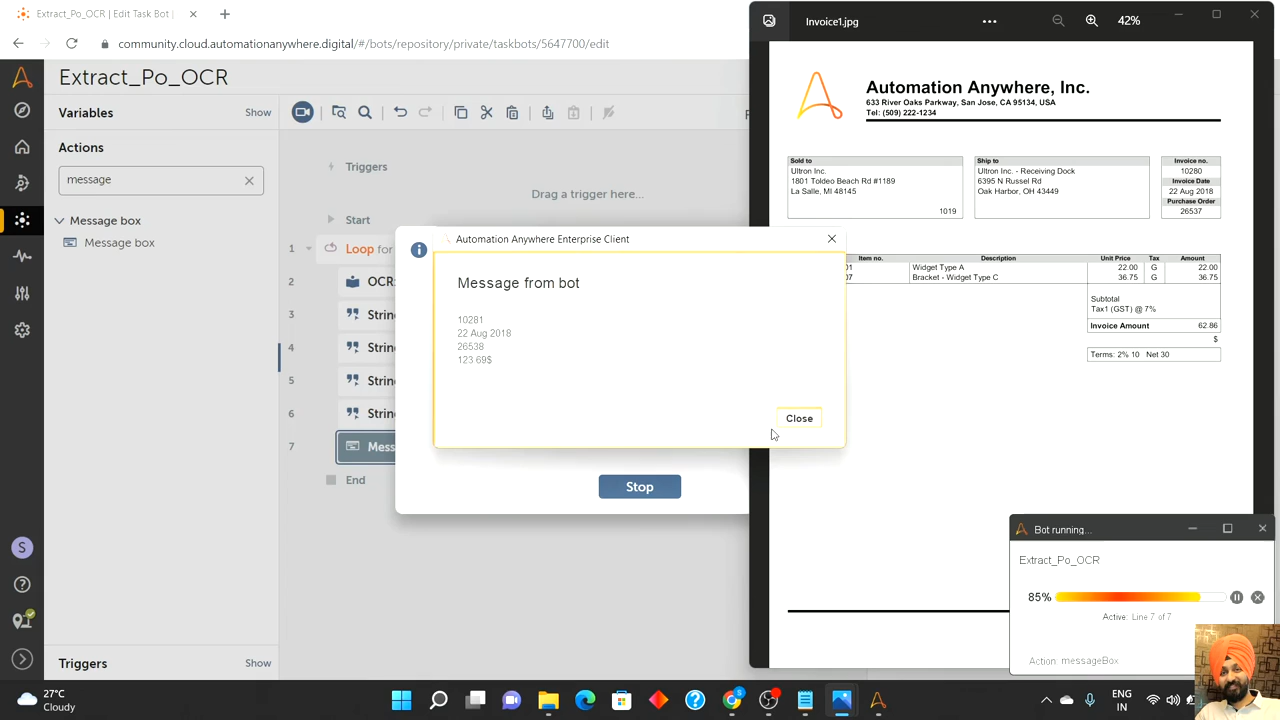 Extract_Po_OCR | Edit Task Bot |
community.cloud.automationanywhere.digital/#/bots/repository/private/taskbots/5647700/edit
Extract_Po_OCR
Variables
Show
Actions
message
Message box
Message box
Triggers
Show
Triggers
Drag a trigger here...
Start
1
Loop for
2
OCR
3
Strin
4
5
Strin
6
Strin
7
Mes
End
Automation Anywhere Enterprise Client
Message from bot
10281
22 Aug 2018
26538
123 69$
Close
Stop
Invoice1.jpg
42%
Automation Anywhere, Inc.
633 River Oaks Parkway, San Jose, CA 95134, USA
Tel: (509) 222-1234
Sold to
Ultron Inc.
1801 Toldeo Beach Rd #1189
La Salle, MI 48145
1019
Ship to
Ultron Inc. - Receiving Dock
6395 N Russel Rd
Oak Harbor, OH 43449
Invoice no.
10280
Invoice Date
22 Aug 2018
Purchase Order
26537
Item no. Description Unit Price Tax Amount
01 Widget Type A 22.00 G 22.00
07 Bracket - Widget Type C 36.75 G 36.75
Subtotal
Tax1 (GST) @ 7%
Invoice Amount 62.86
$
Terms: 2% 10 Net 30
Bot running...
Extract_Po_OCR
85%
Active: Line 7 of 7
Action: messageBox
S
27°C
Cloudy
ENG
IN